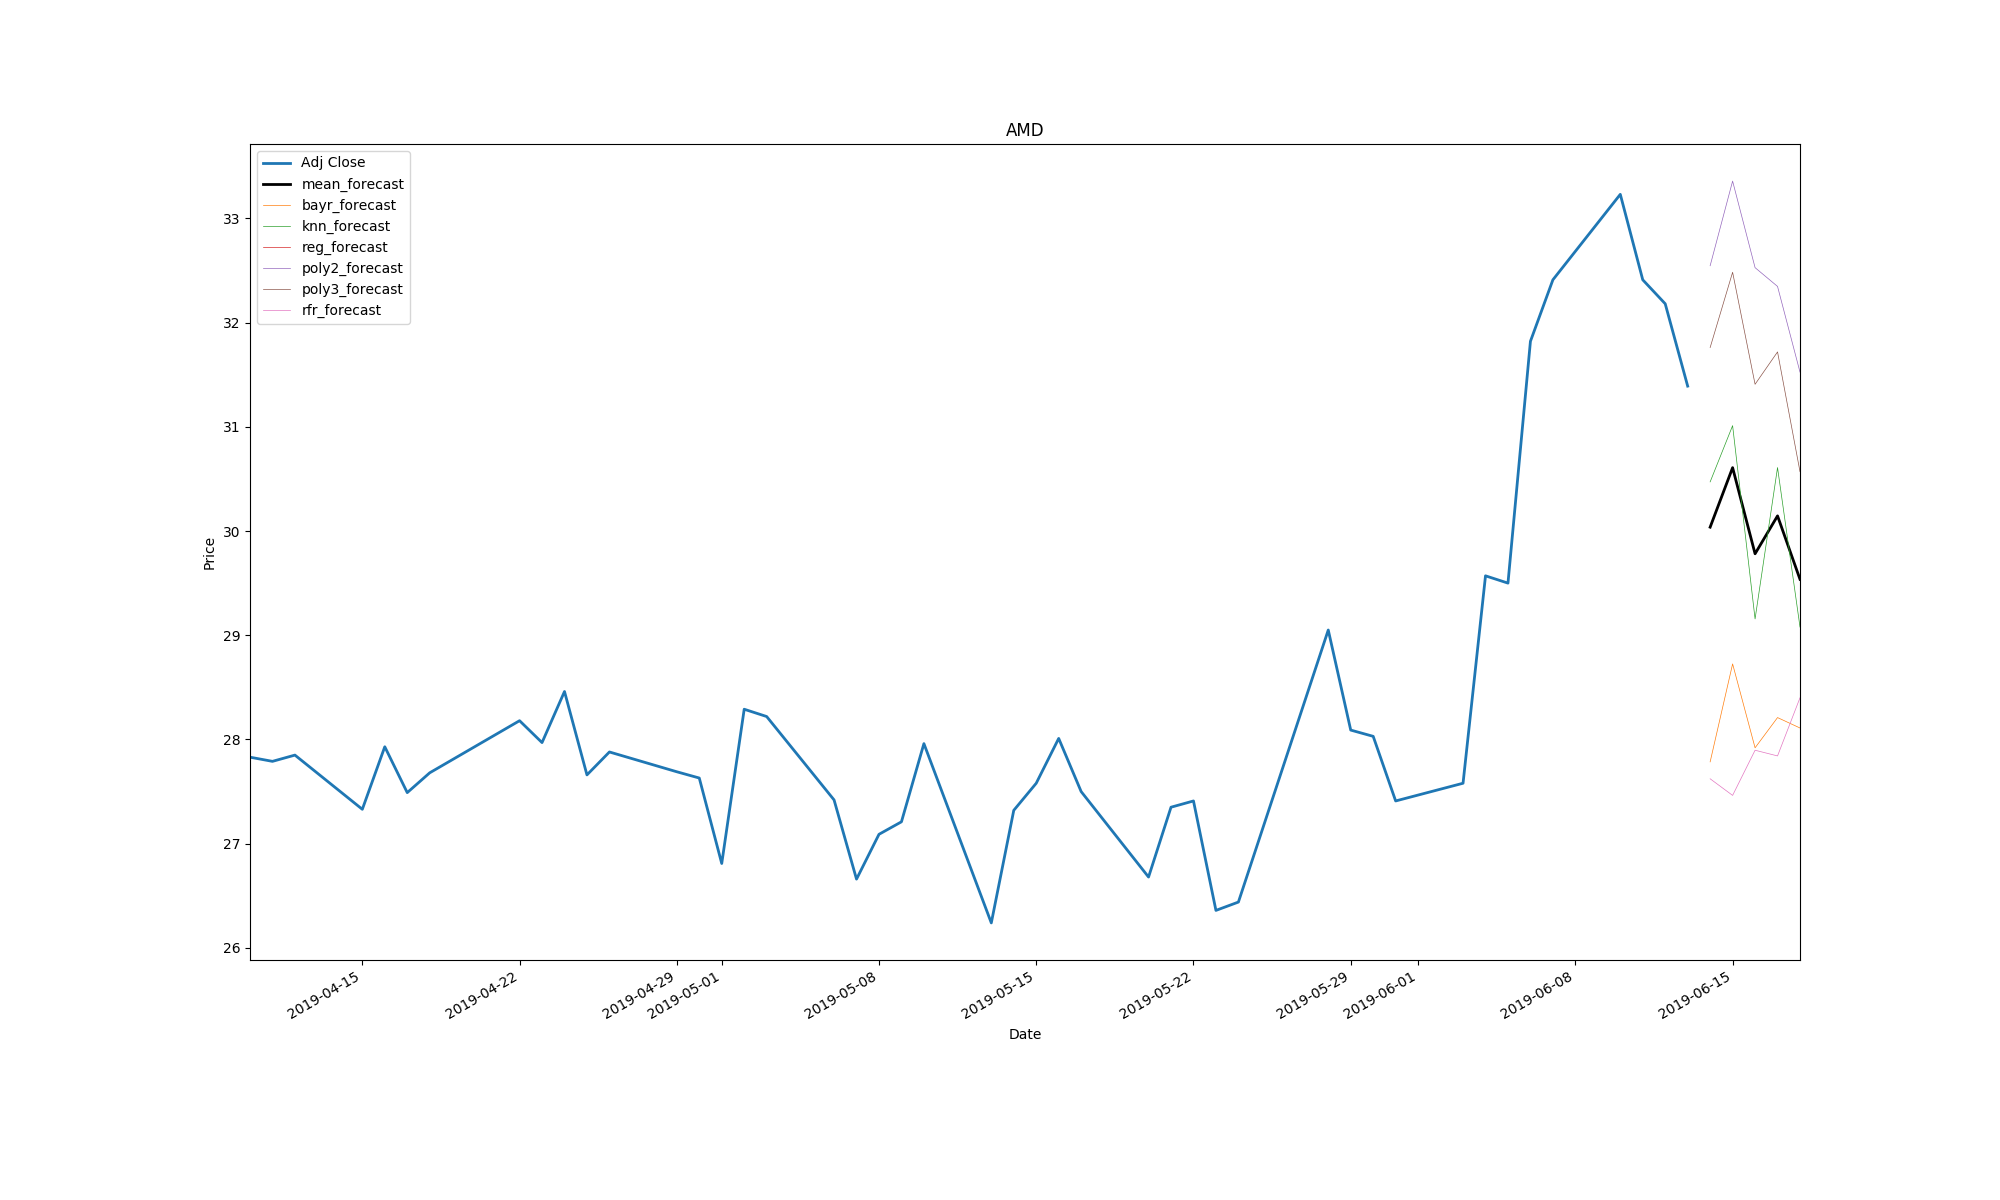 AMD
Adj Close
mean_forecast
bayr_forecast
knn_forecast
reg_forecast
poly2_forecast
poly3_forecast
rfr_forecast
33
32
31
30
29
28
27
26
Price
2019-04-15
2019-04-22
2019-04-29
2019-05-01
2019-05-08
2019-05-15
2019-05-22
2019-05-29
2019-06-01
2019-06-08
2019-06-15
Date